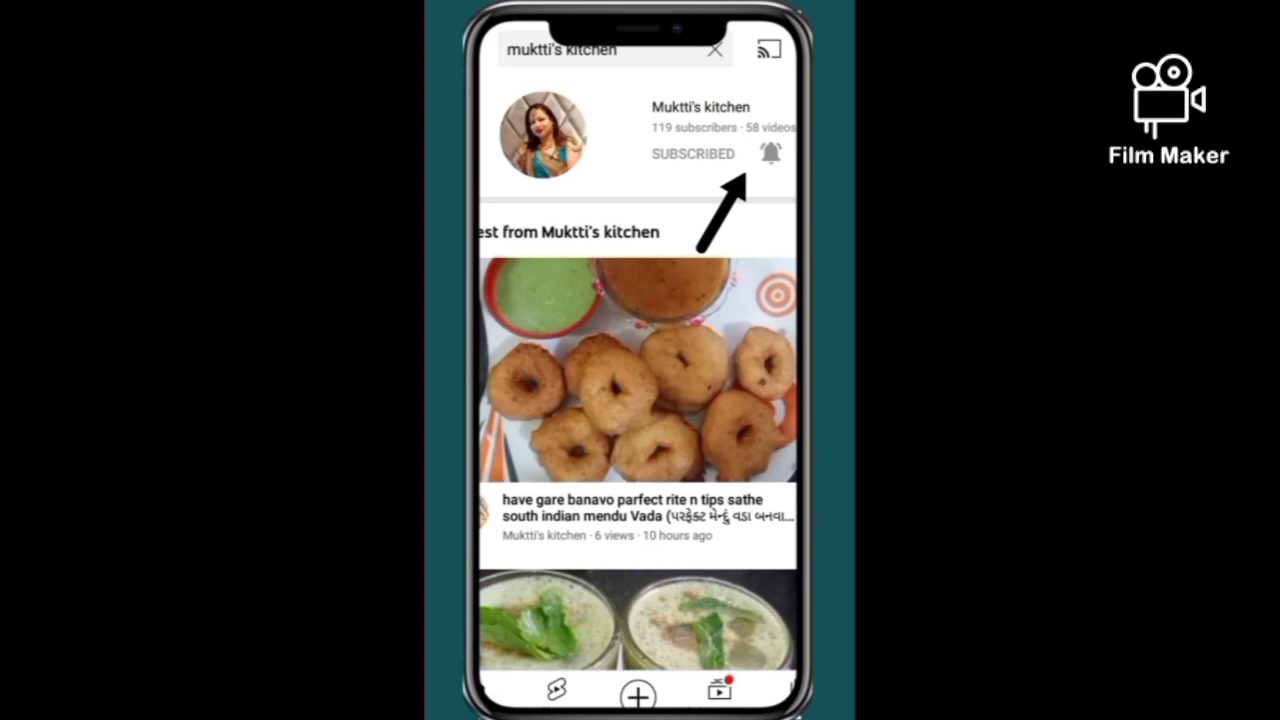 muktti's kitchen
Muktti's kitchen
119 subscribers · 58 videos
SUBSCRIBED
est from Muktti's kitchen
have gare banavo parfect rite n tips sathe
south indian mendu Vada (પરફેક્ટ મેન્દું વડા બનવા...
Muktti's kitchen · 6 views · 10 hours ago
Film Maker